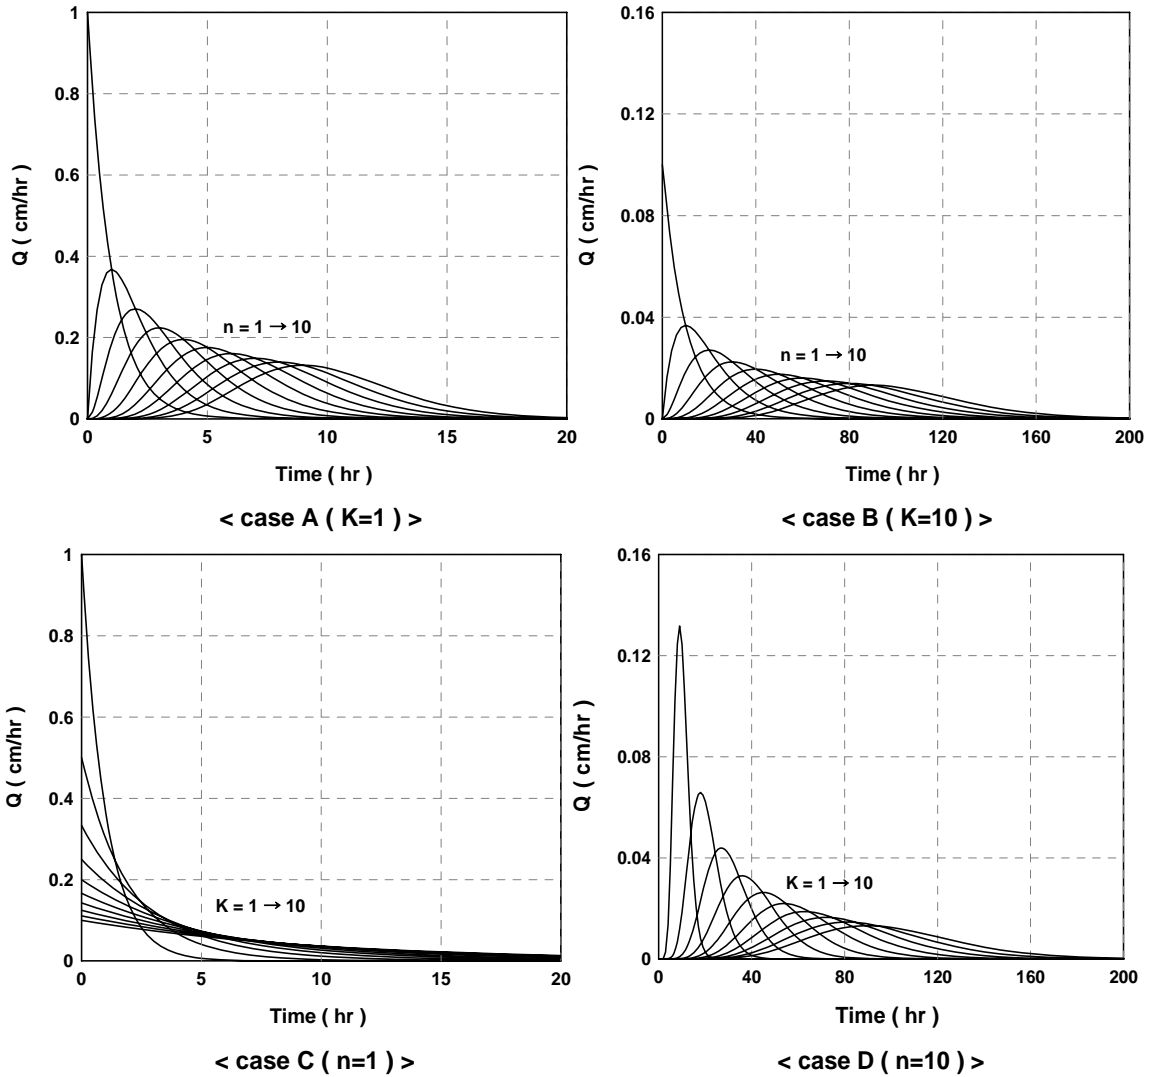 1
0.8
0.6
0.4
0.2
0
Q ( cm/hr )
n = 1 → 10
0 5 10 15 20
Time ( hr )
< case A ( K=1 ) >
0.16
0.12
0.08
0.04
0
Q ( cm/hr )
n = 1 → 10
0 40 80 120 160 200
Time ( hr )
< case B ( K=10 ) >
1
0.8
0.6
0.4
0.2
0
Q ( cm/hr )
K = 1 → 10
0 5 10 15 20
Time ( hr )
< case C ( n=1 ) >
0.16
0.12
0.08
0.04
0
Q ( cm/hr )
K = 1 → 10
0 40 80 120 160 200
Time ( hr )
< case D ( n=10 ) >